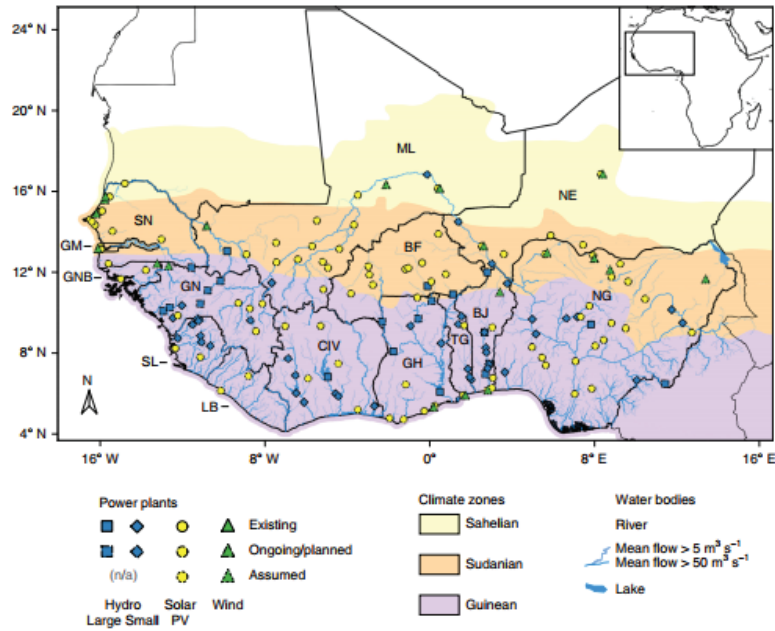 24° N
20° N
16° N
12° N
8° N
4° N
ML
NE
SN
GM
BF
GNB
GN
NG
BJ
CIV
TG
GH
SL
LB
N
16° W
8° W
0°
8° E
16° E
Power plants
Existing
Ongoing/planned
(n/a)
Assumed
Hydro
Large Small
Solar
PV
Wind
Climate zones
Sahelian
Sudanian
Guinean
Water bodies
River
Mean flow > 5 m³ s⁻¹
Mean flow > 50 m³ s⁻¹
Lake